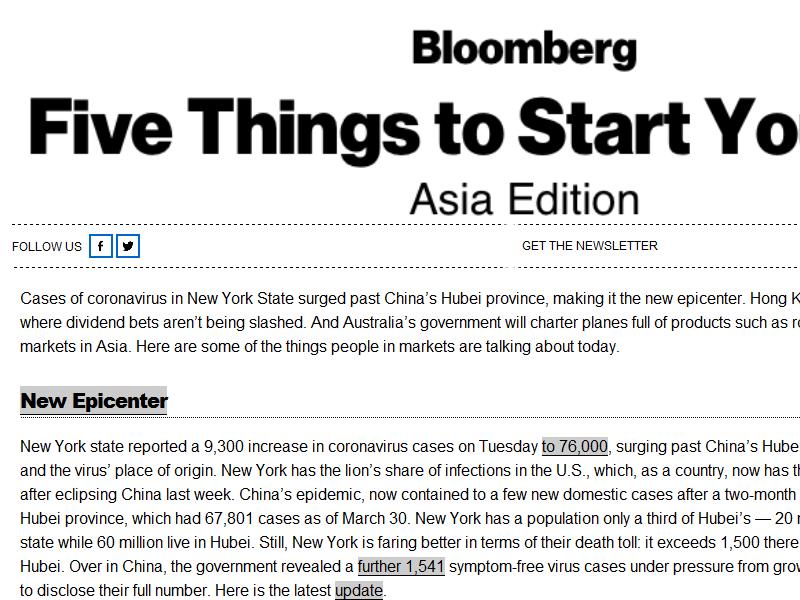 Bloomberg
Five Things to Start
Asia Edition
FOLLOW US
GET THE NEWSLETTER
Cases of coronavirus in New York State surged past China’s Hubei province, making it the new epicenter. Hong
where dividend bets aren’t being slashed. And Australia’s government will charter planes full of products such as
markets in Asia. Here are some of the things people in markets are talking about today.
New Epicenter
New York state reported a 9,300 increase in coronavirus cases on Tuesday to 76,000, surging past China’s
and the virus’ place of origin. New York has the lion’s share of infections in the U.S., which, as a country, now has
after eclipsing China last week. China’s epidemic, now contained to a few new domestic cases after a two-month
Hubei province, which had 67,801 cases as of March 30. New York has a population only a third of Hubei’s — 20
state while 60 million live in Hubei. Still, New York is faring better in terms of their death toll: it exceeds 1,500 there
Hubei. Over in China, the government revealed a further 1,541 symptom-free virus cases under pressure from
to disclose their full number. Here is the latest update.